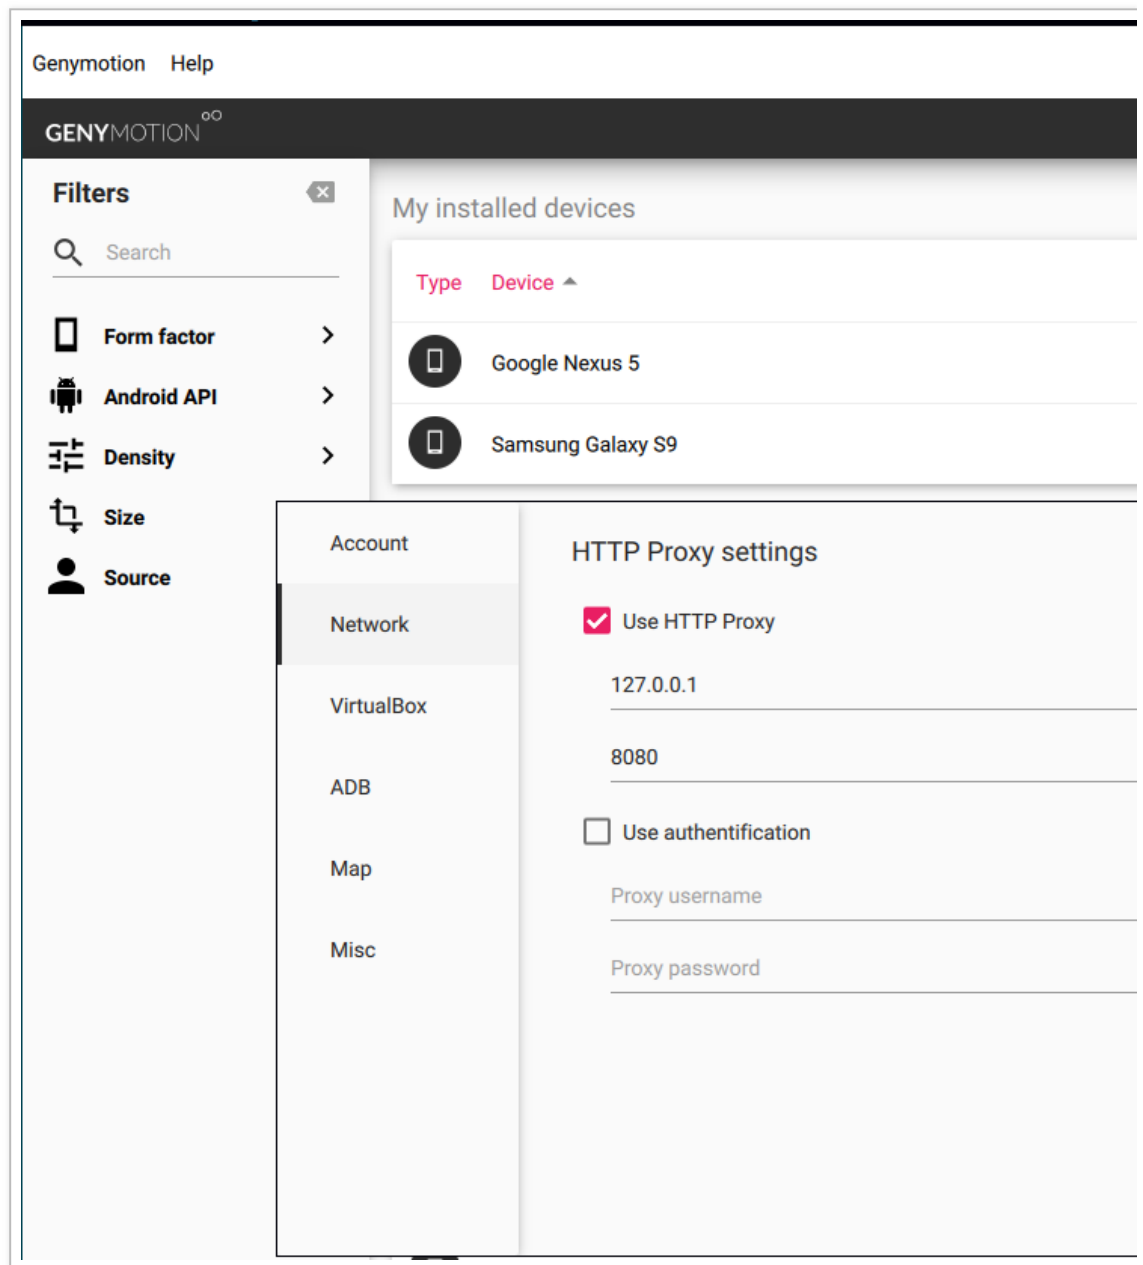 Genymotion Help
GENYMOTION
Filters
Search
Form factor
Android API
Density
Size
Source
My installed devices
Type Device
Google Nexus 5
Samsung Galaxy S9
Account
Network
VirtualBox
ADB
Map
Misc
HTTP Proxy settings
Use HTTP Proxy
127.0.0.1
8080
Use authentification
Proxy username
Proxy password